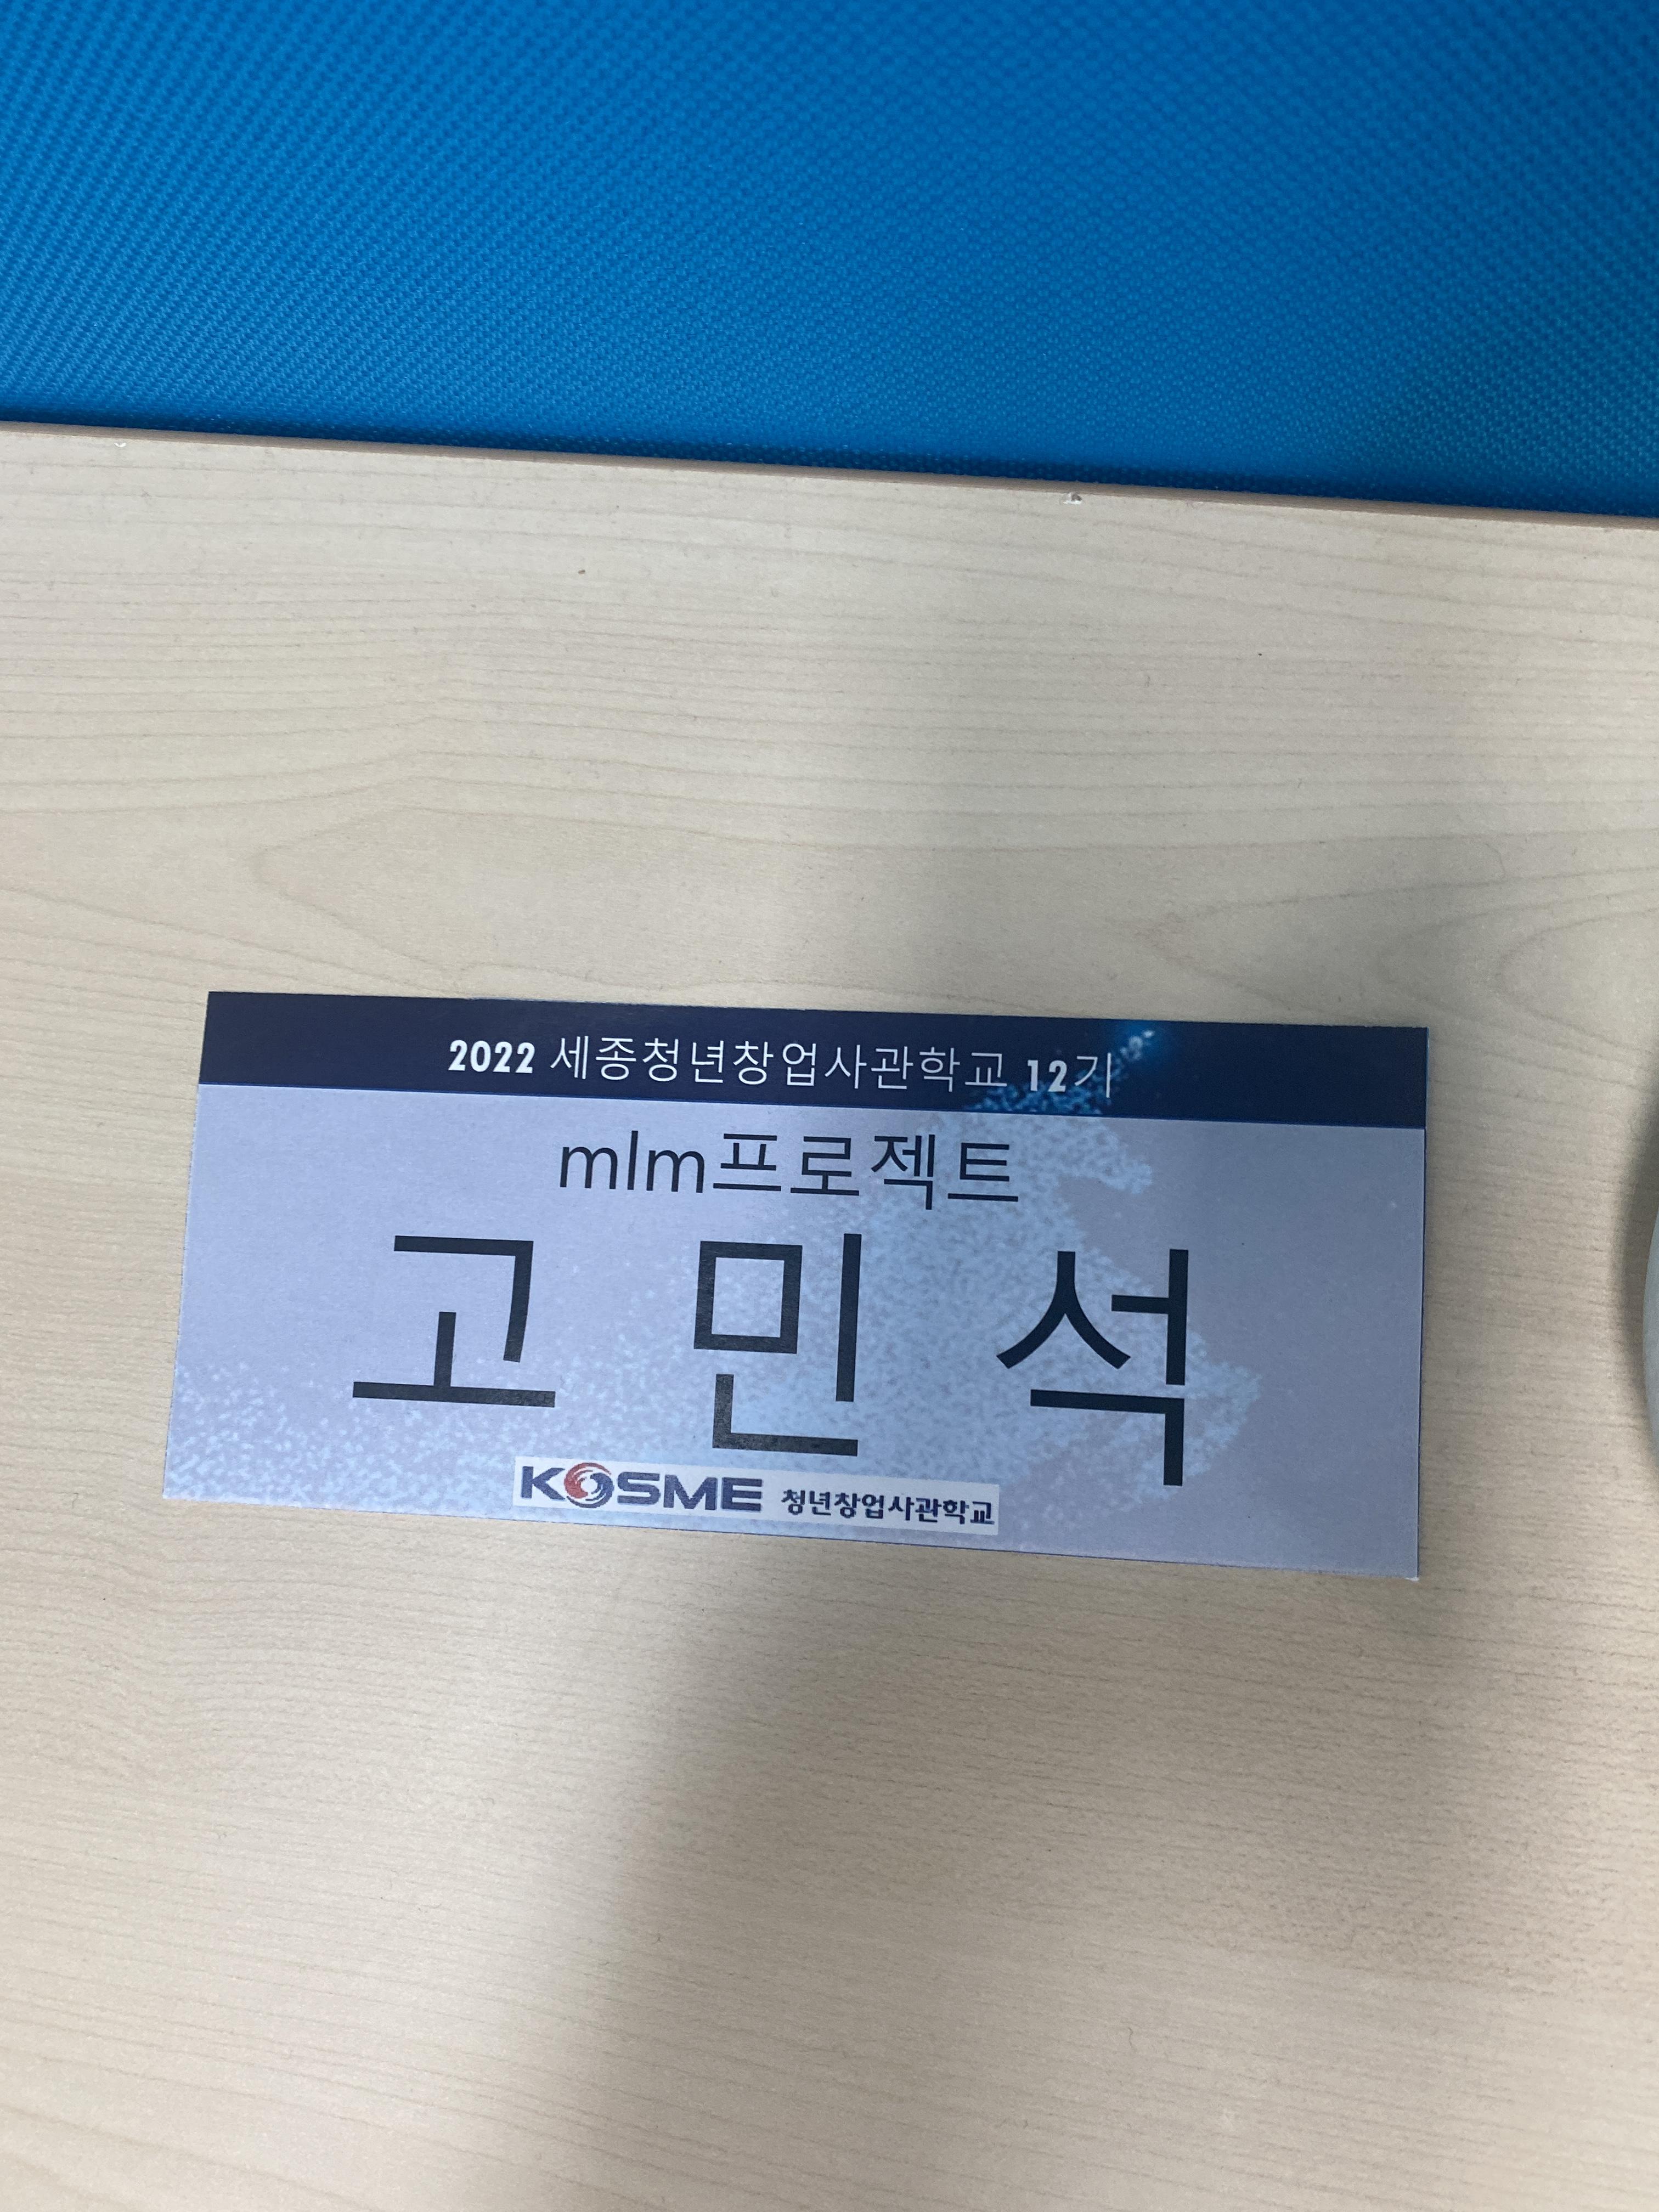 2022 세종청년창업사관학교 12기
mlm프로젝트
고 민 석
KOSME 청년창업사관학교